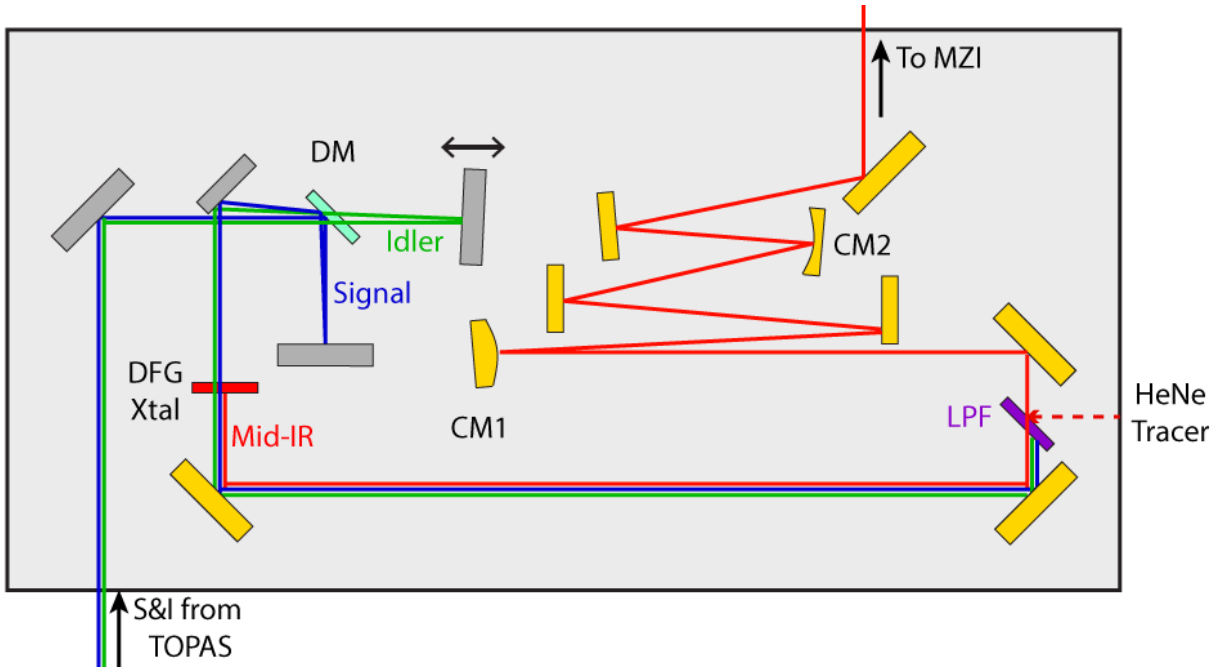 To MZI
DM
CM2
Idler
Signal
DFG
Xtal
CM1
Mid-IR
LPF
HeNe
Tracer
S&I from
TOPAS